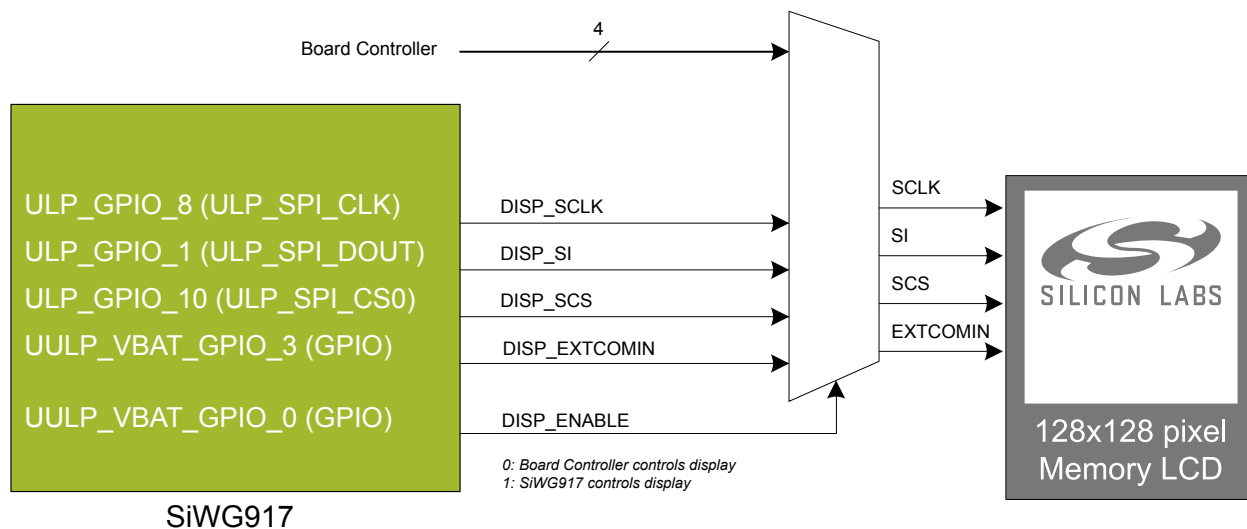 4
Board Controller
ULP_GPIO_8 (ULP_SPI_CLK)
ULP_GPIO_1 (ULP_SPI_DOUT)
ULP_GPIO_10 (ULP_SPI_CS0)
UULP_VBAT_GPIO_3 (GPIO)
UULP_VBAT_GPIO_0 (GPIO)
SiWG917
DISP_SCLK
DISP_SI
DISP_SCS
DISP_EXTCOMIN
DISP_ENABLE
0: Board Controller controls display
1: SiWG917 controls display
SCLK
SI
SCS
EXTCOMIN
SILICON LABS
128x128 pixel
Memory LCD